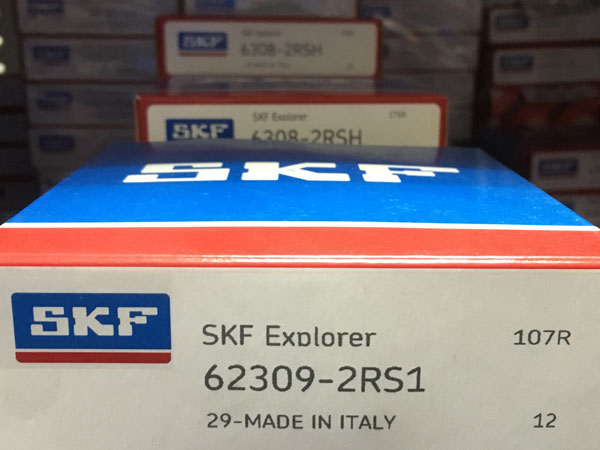 SKF
6308-2RSH
SKF
SKF Explorer
6308-2RSH
SKF
SKF
SKF Explorer
107R
62309-2RS1
29-MADE IN ITALY
12